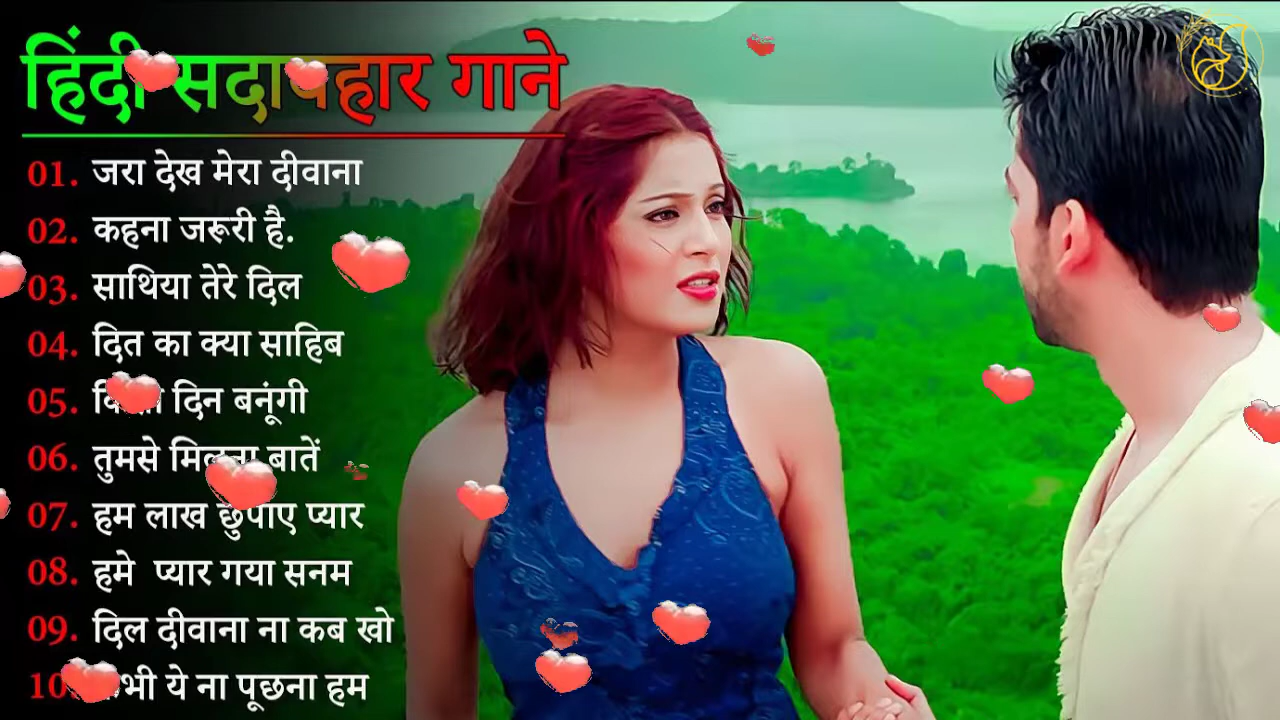 हिंदी सदाबहार गाने
01. जरा देख मेरा दीवाना
02. कहना जरूरी है.
03. साथिया तेरे दिल
04. दित का क्या साहिब
05. दिन बनूंगी
06. तुमसे बातें
07. हम लाख छुपाए प्यार
08. हमे प्यार गया सनम
09. दिल दीवाना ना कब खो
10. ये ना पूछना हम